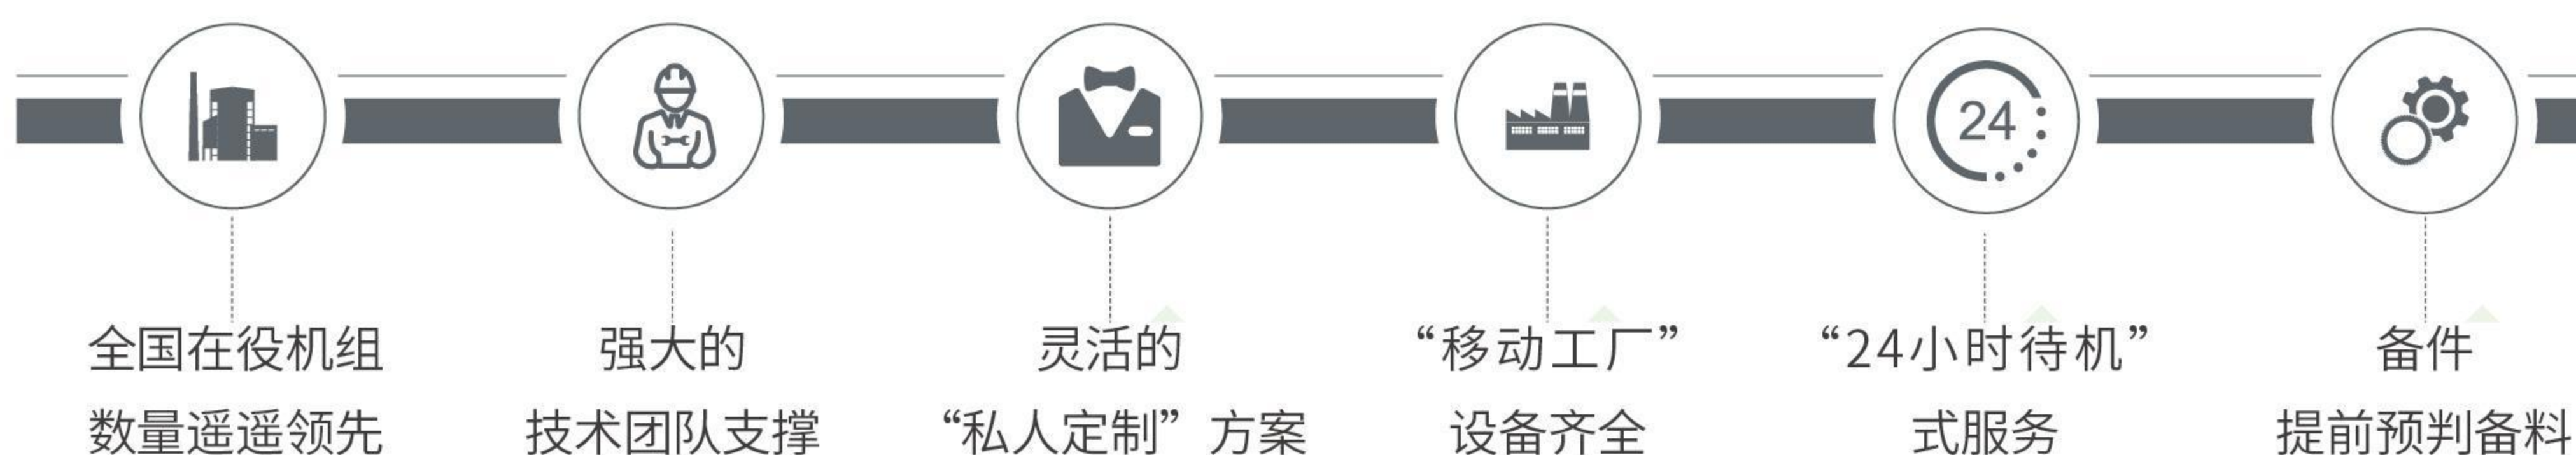 24
全国在役机组
数量遥遥领先
强大的
技术团队支撑
灵活的
“私人定制”方案
“移动工厂”
设备齐全
“24小时待机”
式服务
备件
提前预判备料